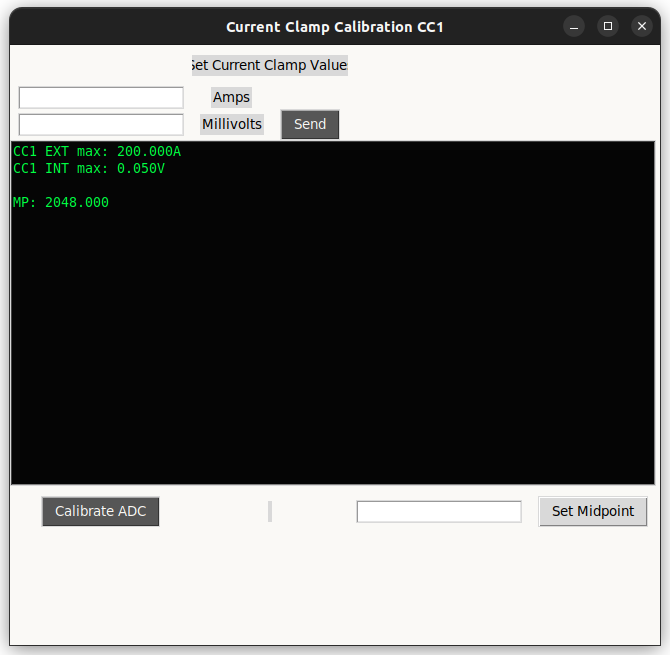 Current Clamp Calibration CC1
Set Current Clamp Value
Amps
Millivolts
Send
CC1 EXT max: 200.000A
CC1 INT max: 0.050V
MP: 2048.000
Calibrate ADC
Set Midpoint